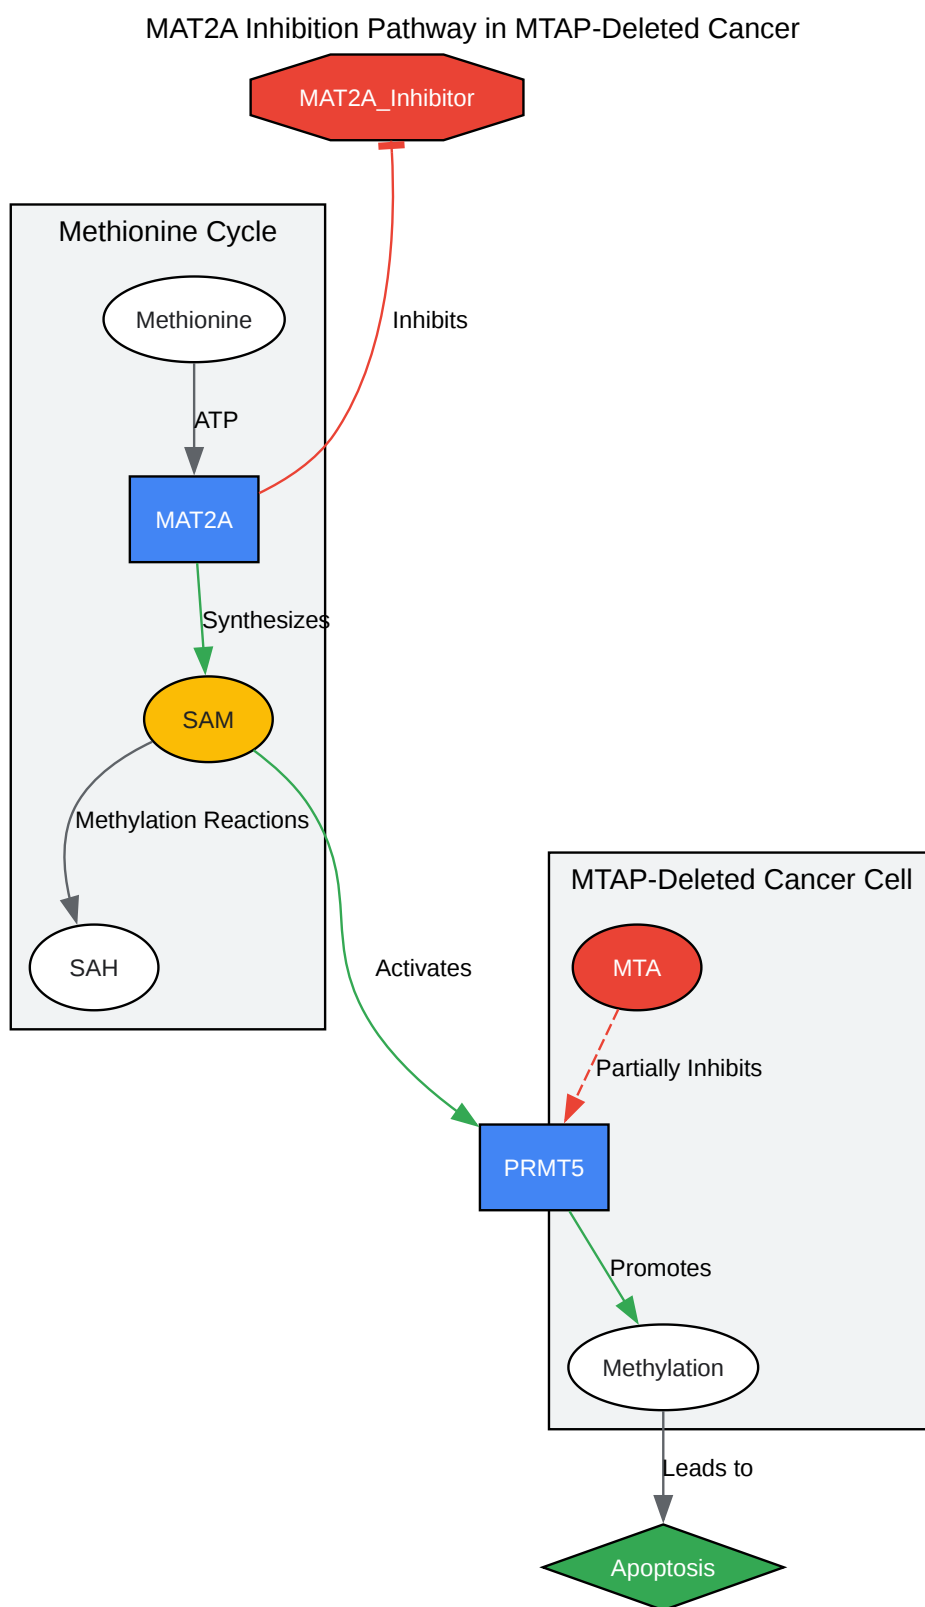 MAT2A Inhibition Pathway in MTAP-Deleted Cancer
MAT2A_Inhibitor
Methionine Cycle
Methionine
Inhibits
ATP
MAT2A
Synthesizes
SAM
Methylation Reactions
MTAP-Deleted Cancer Cell
SAH
Activates
MTA
Partially Inhibits
PRMT5
Promotes
Methylation
Leads to
Apoptosis